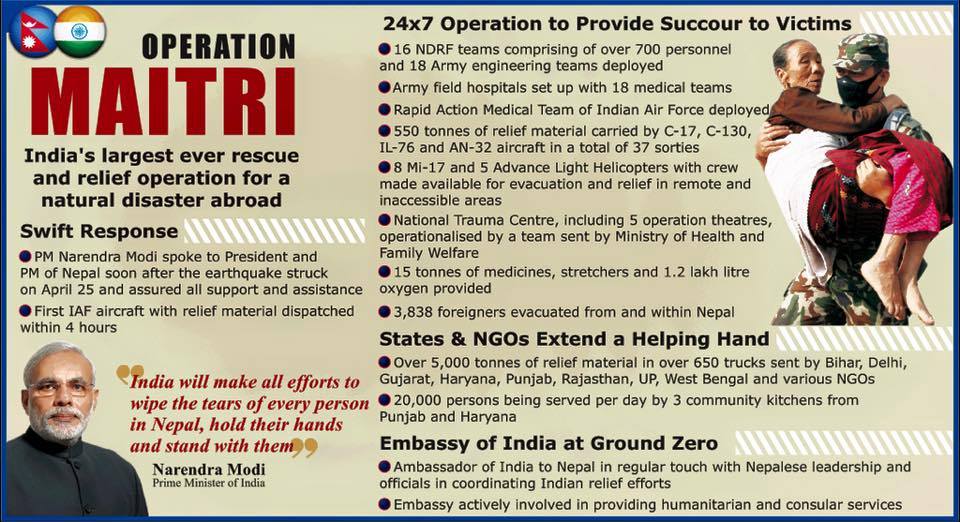 OPERATION
MAITRI
India's largest ever rescue
and relief operation for a
natural disaster abroad
Swift Response
PM Narendra Modi spoke to President and
PM of Nepal soon after the earthquake struck
on April 25 and assured all support and assistance
First IAF aircraft with relief material dispatched
within 4 hours
"India will make all efforts to
wipe the tears of every person
in Nepal, hold their hands
and stand with them"
Narendra Modi
Prime Minister of India
24x7 Operation to Provide Succour to Victims
16 NDRF teams comprising of over 700 personnel
and 18 Army engineering teams deployed
Army field hospitals set up with 18 medical teams
Rapid Action Medical Team of Indian Air Force deployed
550 tonnes of relief material carried by C-17, C-130,
IL-76 and AN-32 aircraft in a total of 37 sorties
8 Mi-17 and 5 Advance Light Helicopters with crew
made available for evacuation and relief in remote and
inaccessible areas
National Trauma Centre, including 5 operation theatres,
operationalised by a team sent by Ministry of Health and
Family Welfare
15 tonnes of medicines, stretchers and 1.2 lakh litre
oxygen provided
3,838 foreigners evacuated from and within Nepal
States & NGOs Extend a Helping Hand
Over 5,000 tonnes of relief material in over 650 trucks sent by Bihar, Delhi,
Gujarat, Haryana, Punjab, Rajasthan, UP, West Bengal and various NGOs
20,000 persons being served per day by 3 community kitchens from
Punjab and Haryana
Embassy of India at Ground Zero
Ambassador of India to Nepal in regular touch with Nepalese leadership and
officials in coordinating Indian relief efforts
Embassy actively involved in providing humanitarian and consular services